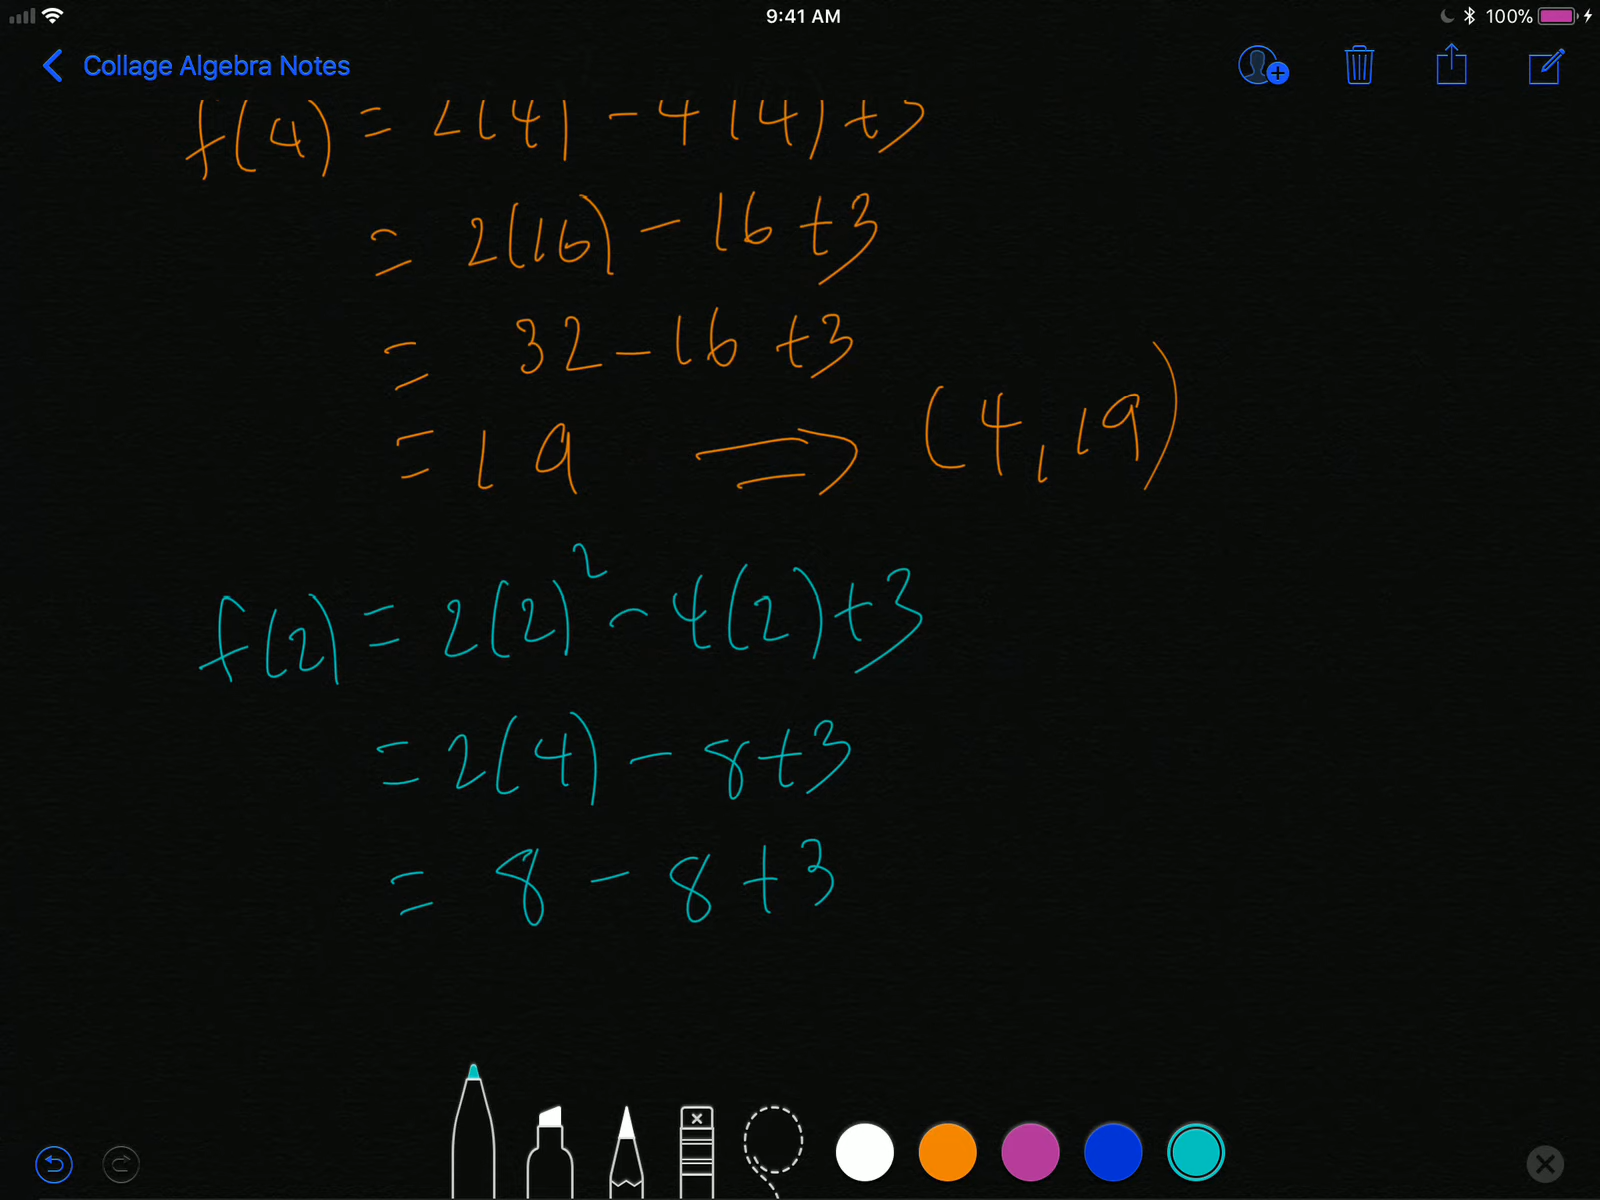 9:41 AM
100%
Collage Algebra Notes
f(4) = 2(4) - 4(4) + 3
= 2(16) - 16 + 3
= 32 - 16 + 3
= 19 ⟹ (4, 19)
f(2) = 2(2)² - 4(2) + 3
= 2(4) - 8 + 3
= 8 - 8 + 3